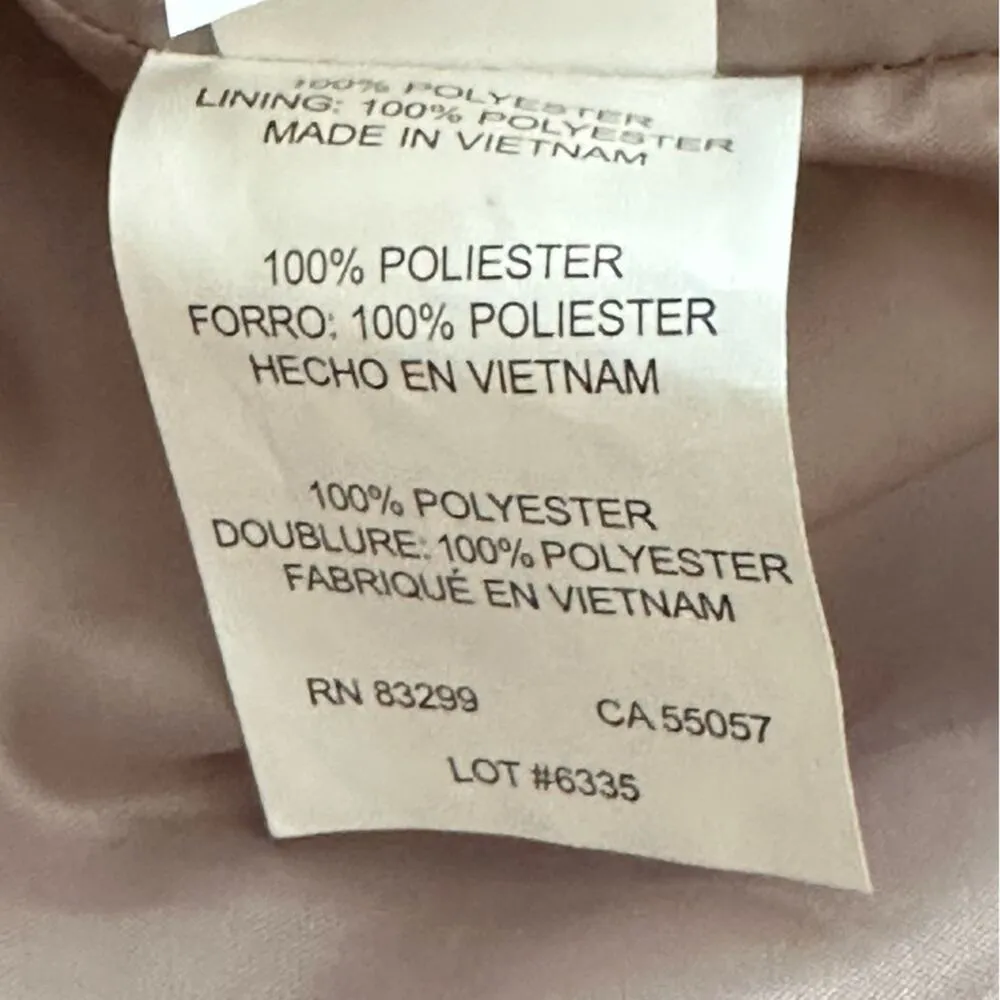 100% POLYESTER
LINING: 100% POLYESTER
MADE IN VIETNAM
100% POLIESTER
FORRO: 100% POLIESTER
HECHO EN VIETNAM
100% POLYESTER
DOUBLURE: 100% POLYESTER
FABRIQUÉ EN VIETNAM
RN 83299 CA 55057
LOT #6335